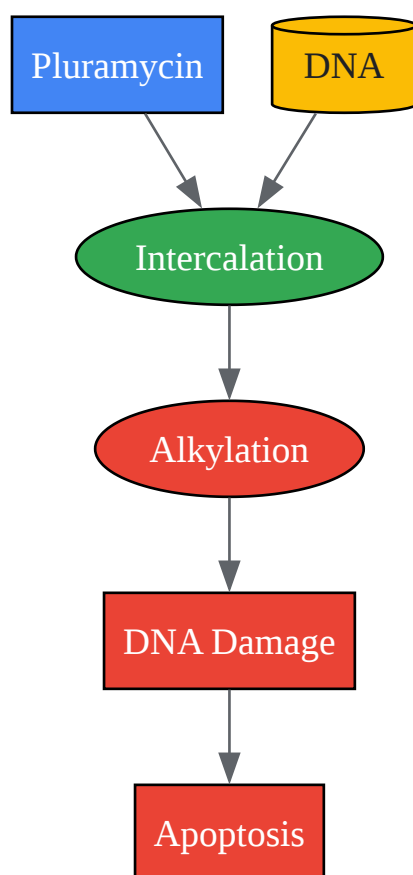 Pluramycin
DNA
Intercalation
Alkylation
DNA Damage
Apoptosis